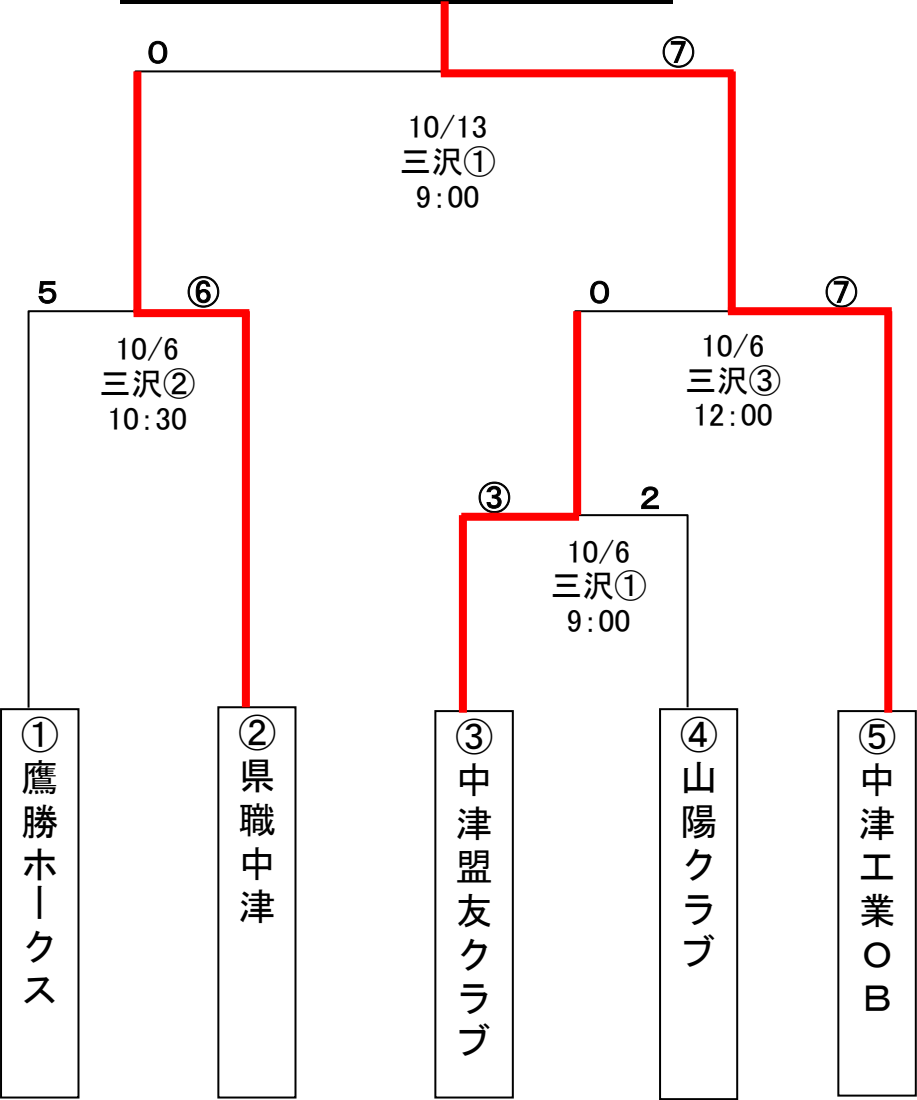 0
⑦
10/13
三沢①
9:00
5
⑥
0
⑦
10/6
三沢②
10:30
10/6
三沢③
12:00
③
2
10/6
三沢①
9:00
①鷹勝ホークス
②県職中津
③中津盟友クラブ
④山陽クラブ
⑤中津工業OB